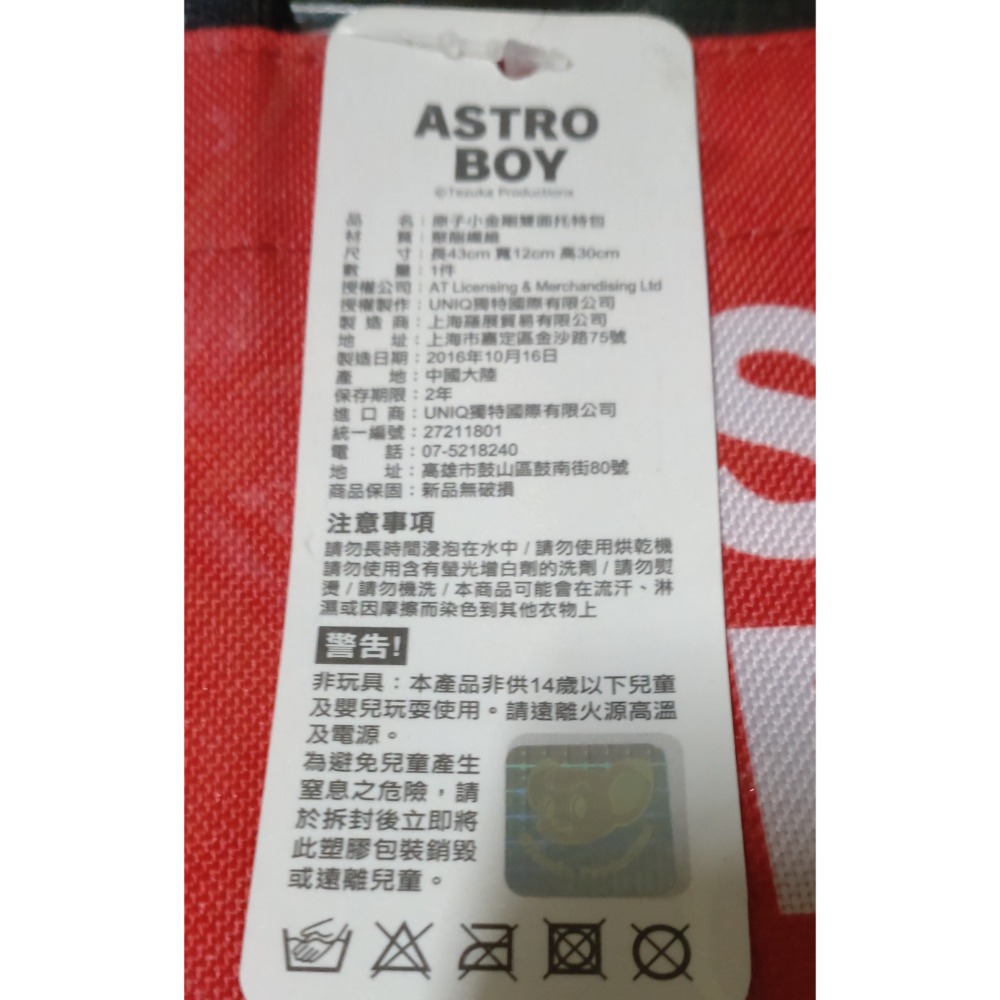 ASTRO
BOY
©Tezuka Productions
品名：原子小金剛雙面托特包
材質：聚酯纖維
尺寸：長43cm 寬12cm 高30cm
數量：1件
授權公司：AT Licensing & Merchandising Ltd
授權製作：UNIQ獨特國際有限公司
製造商：上海羅展貿易有限公司
地址：上海市嘉定區金沙路75號
製造日期：2016年10月16日
產地：中國大陸
保存期限：2年
進口商：UNIQ獨特國際有限公司
統一編號：27211801
電話：07-5218240
地址：高雄市鼓山區鼓南街80號
商品保固：新品無破損
注意事項
請勿長時間浸泡在水中 / 請勿使用烘乾機
請勿使用含有螢光增白劑的洗劑 / 請勿熨
燙 / 請勿機洗 / 本商品可能會在流汗、淋
濕或因摩擦而染色到其他衣物上
警告!
非玩具：本產品非供14歲以下兒童
及嬰兒玩耍使用。請遠離火源高溫
及電源。
為避免兒童產生
窒息之危險，請
於拆封後立即將
此塑膠包裝銷毀
或遠離兒童。